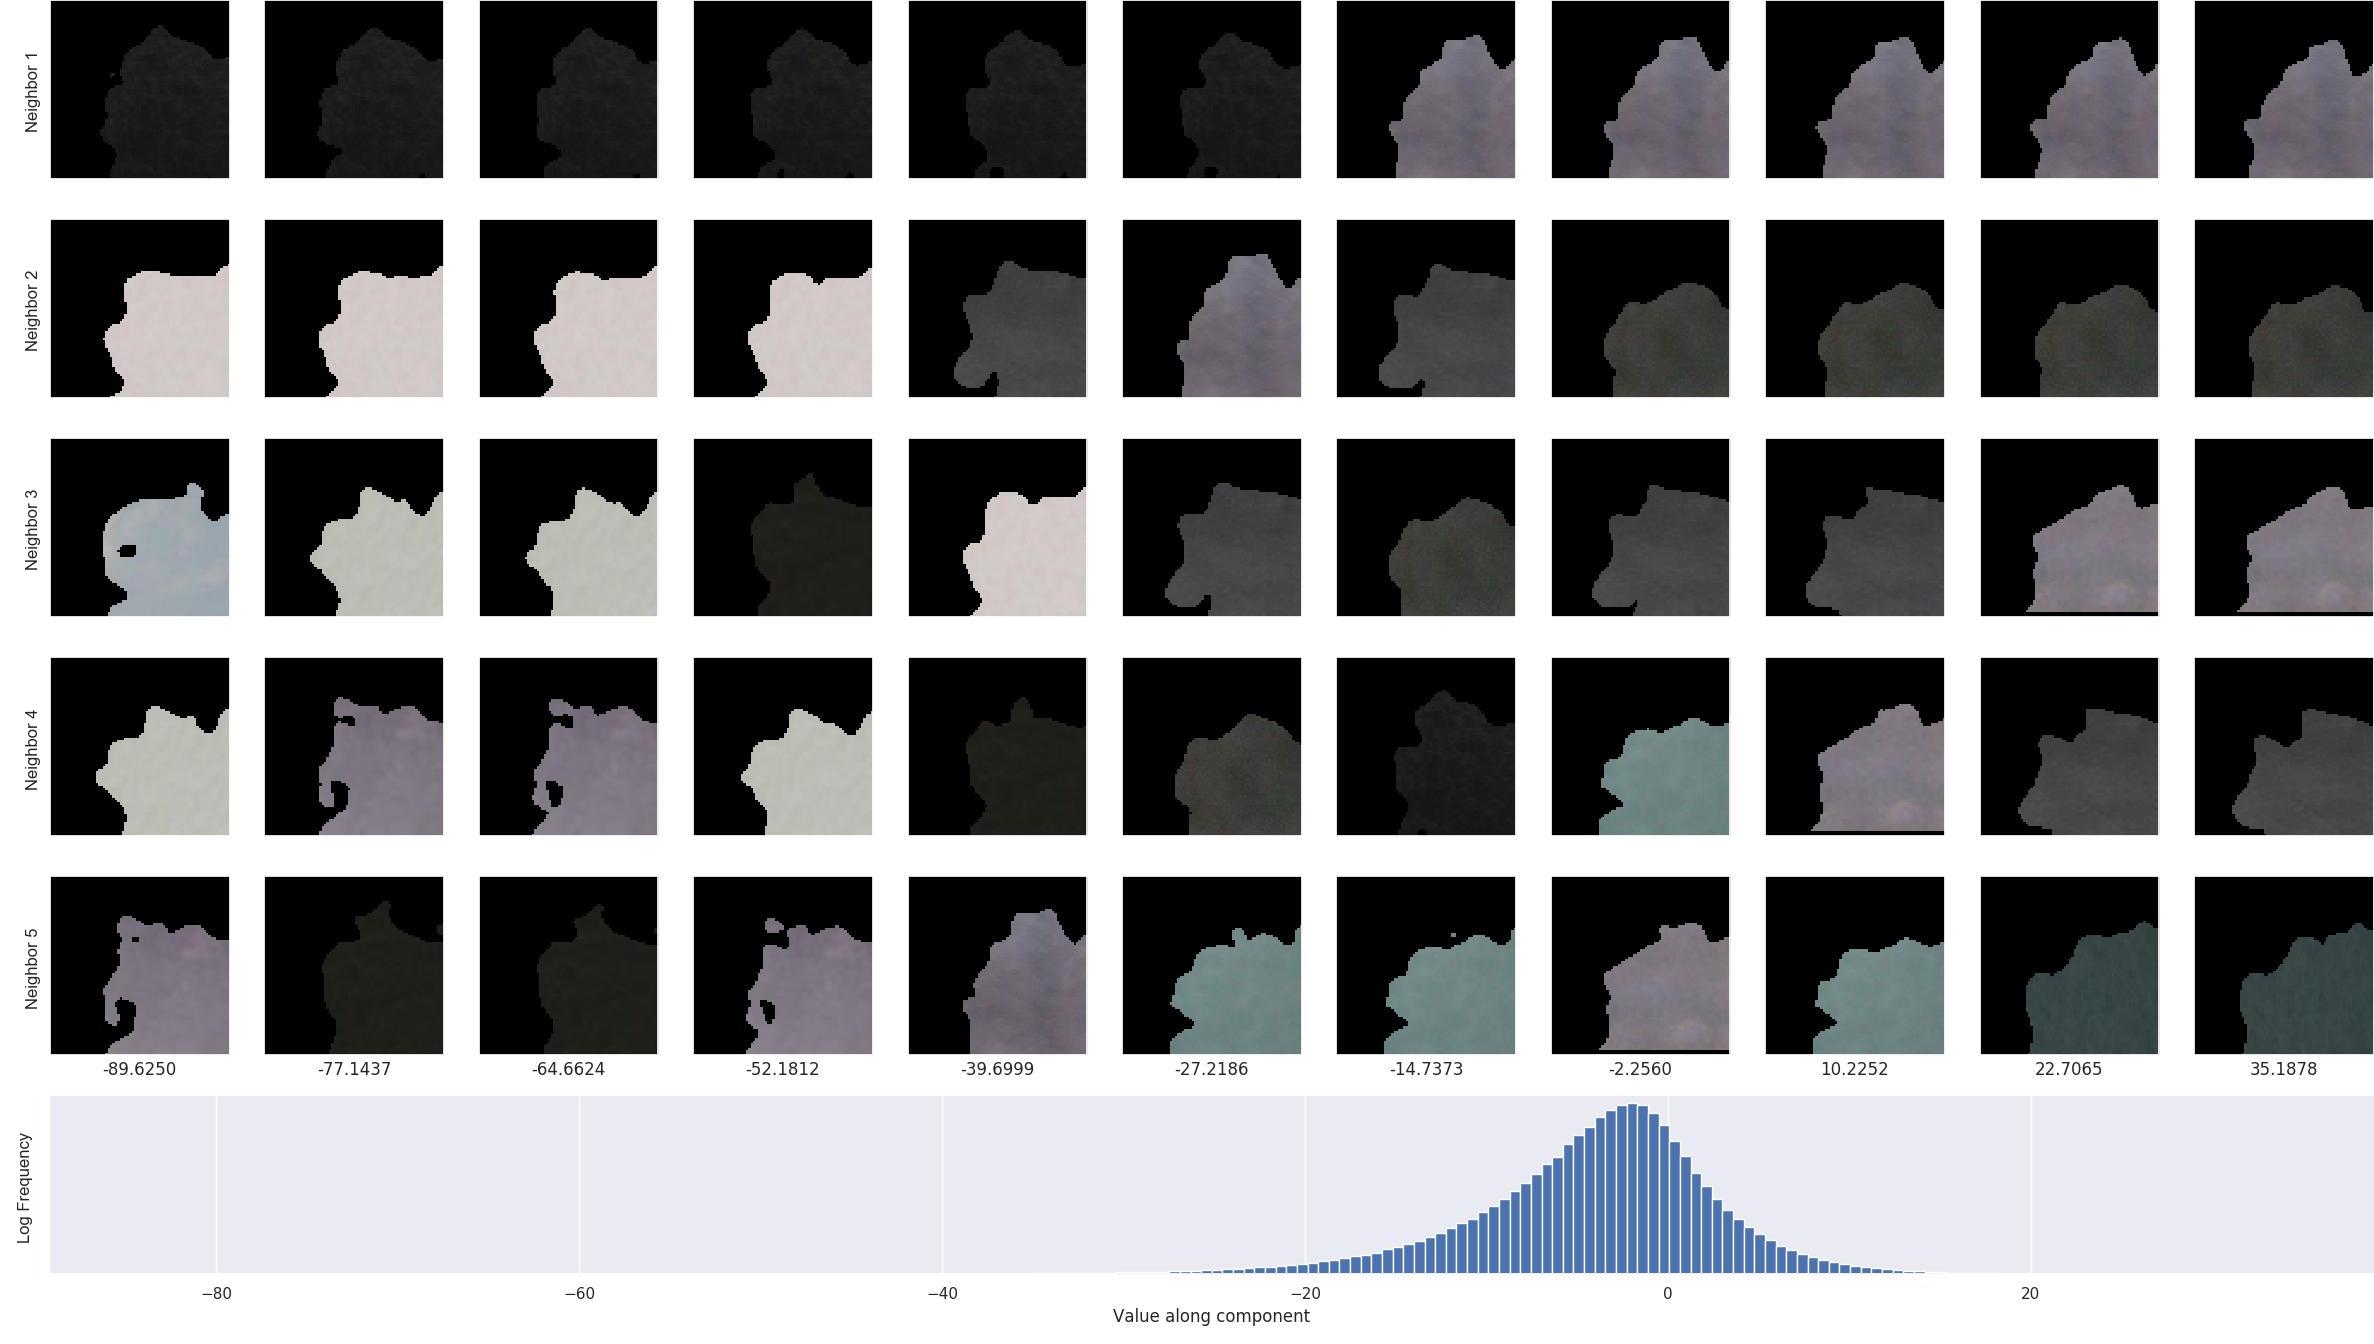 Neighbor 1
Neighbor 2
Neighbor 3
Neighbor 4
Neighbor 5
-89.6250 -77.1437 -64.6624 -52.1812 -39.6999 -27.2186 -14.7373 -2.2560 10.2252 22.7065 35.1878
Log Frequency
−80 −60 −40 −20 0 20
Value along component